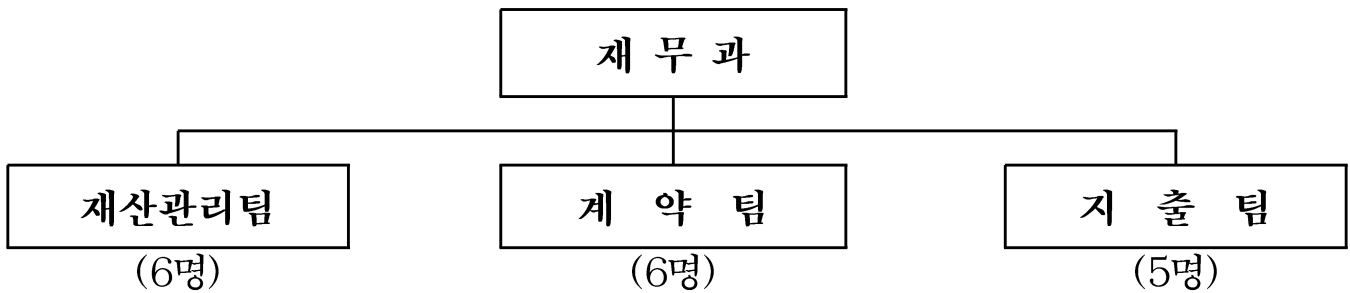 재 무 과
재산관리팀 계 약 팀 지 출 팀
(6명) (6명) (5명)